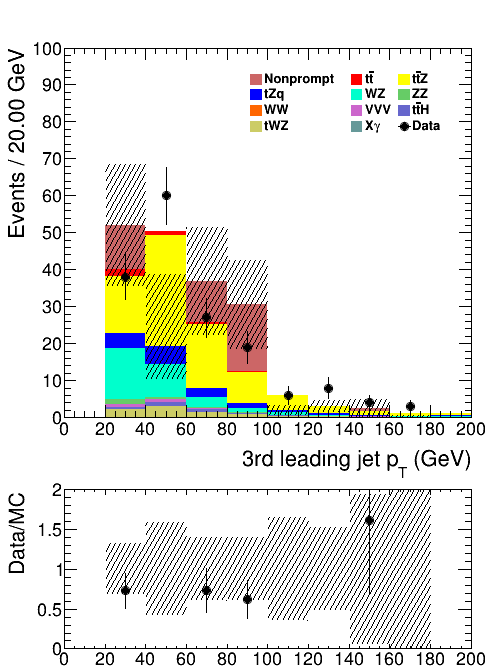 Events / 20.00 GeV
100
90
80
70
60
50
40
30
20
10
0
Nonprompt tt̄ tt̄Z
tZq WZ ZZ
WW VVV tt̄H
tWZ Xγ Data
0 20 40 60 80 100 120 140 160 180 200
3rd leading jet p_T (GeV)
Data/MC
2
1.5
1
0.5
0
0 20 40 60 80 100 120 140 160 180 200